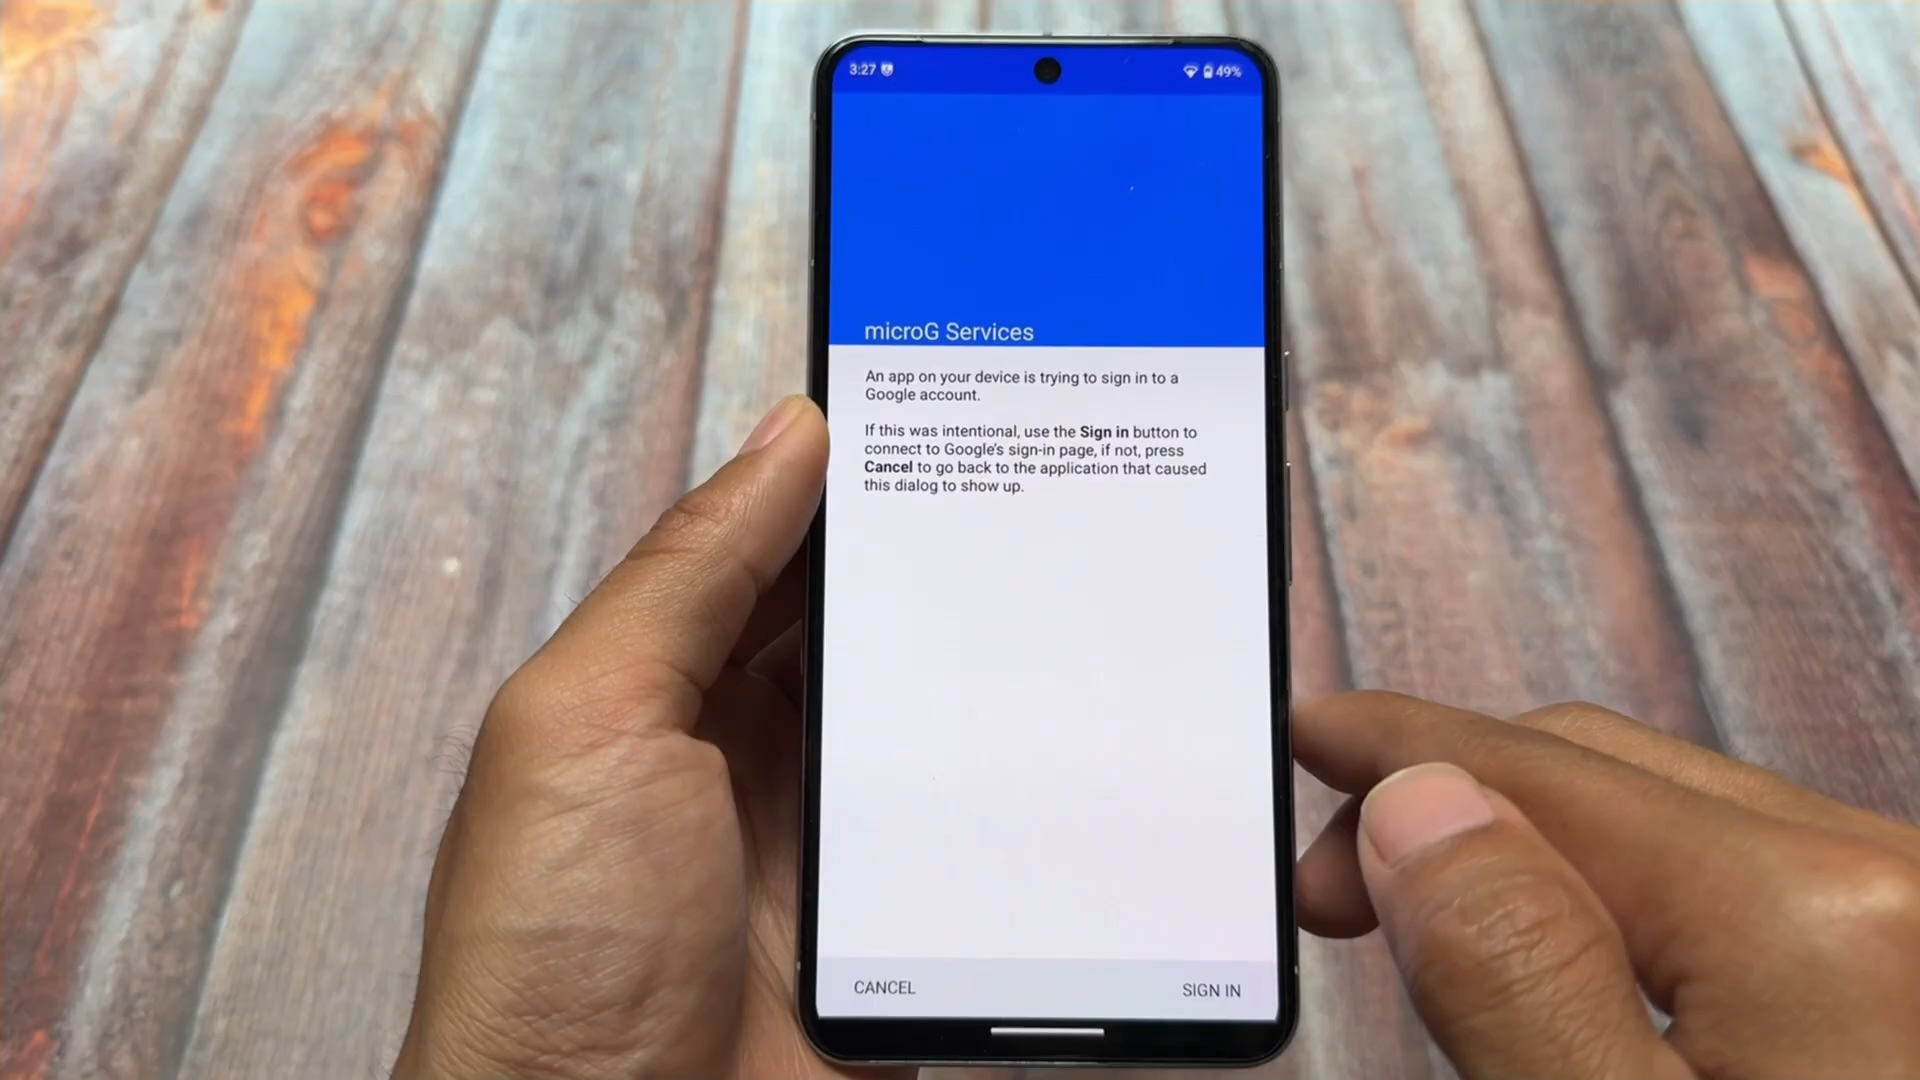 3:27
49%
microG Services
An app on your device is trying to sign in to a
Google account.
If this was intentional, use the Sign in button to
connect to Google's sign-in page, if not, press
Cancel to go back to the application that caused
this dialog to show up.
CANCEL
SIGN IN